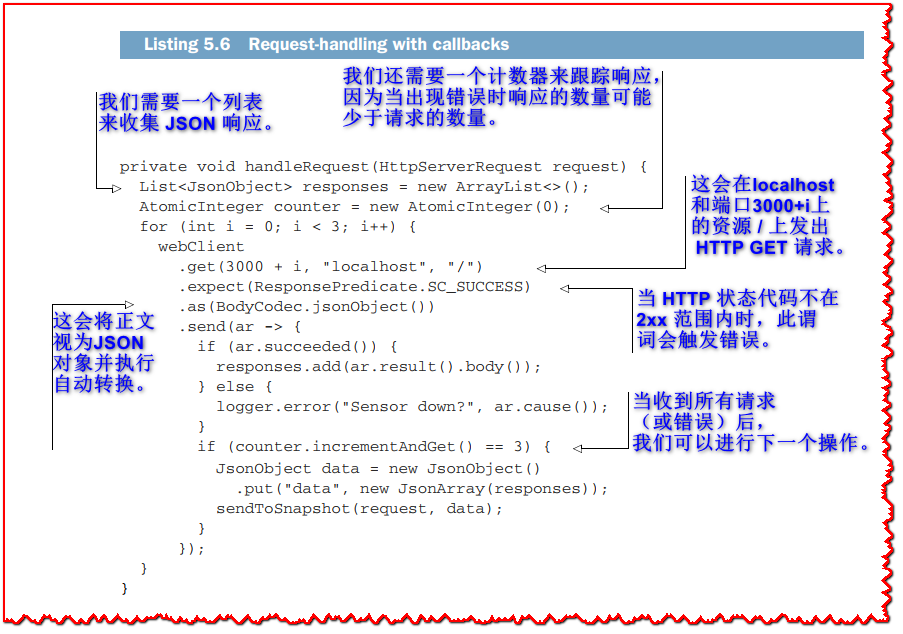 Listing 5.6 Request-handling with callbacks
我们需要一个列表
来收集 JSON 响应。
我们还需要一个计数器来跟踪响应,
因为当出现错误时响应的数量可能
少于请求的数量。
private void handleRequest(HttpServerRequest request) {
List<JsonObject> responses = new ArrayList<>();
AtomicInteger counter = new AtomicInteger(0);
for (int i = 0; i < 3; i++) {
webClient
.get(3000 + i, "localhost", "/")
.expect(ResponsePredicate.SC_SUCCESS)
.as(BodyCodec.jsonObject())
.send(ar -> {
if (ar.succeeded()) {
responses.add(ar.result().body());
} else {
logger.error("Sensor down?", ar.cause());
}
if (counter.incrementAndGet() == 3) {
JsonObject data = new JsonObject()
.put("data", new JsonArray(responses));
sendToSnapshot(request, data);
}
});
}
}
这会在localhost
和端口3000+i上
的资源 / 上发出
HTTP GET 请求。
当 HTTP 状态代码不在
2xx 范围内时，此谓
词会触发错误。
这会将正文
视为JSON
对象并执行
自动转换。
当收到所有请求
（或错误）后，
我们可以进行下一个操作。